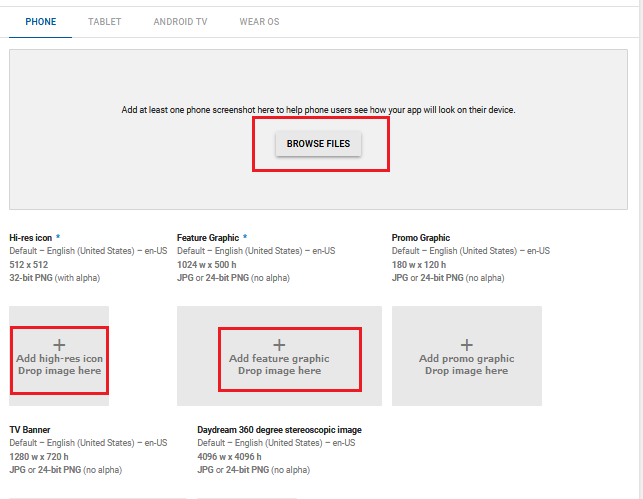 PHONE TABLET ANDROID TV WEAR OS
Add at least one phone screenshot here to help phone users see how your app will look on their device.
BROWSE FILES
Hi-res icon *
Default – English (United States) – en-US
512 x 512
32-bit PNG (with alpha)
Feature Graphic *
Default – English (United States) – en-US
1024 w x 500 h
JPG or 24-bit PNG (no alpha)
Promo Graphic
Default – English (United States) – en-US
180 w x 120 h
JPG or 24-bit PNG (no alpha)
+
Add high-res icon
Drop image here
+
Add feature graphic
Drop image here
+
Add promo graphic
Drop image here
TV Banner
Default – English (United States) – en-US
1280 w x 720 h
JPG or 24-bit PNG (no alpha)
Daydream 360 degree stereoscopic image
Default – English (United States) – en-US
4096 w x 4096 h
JPG or 24-bit PNG (no alpha)